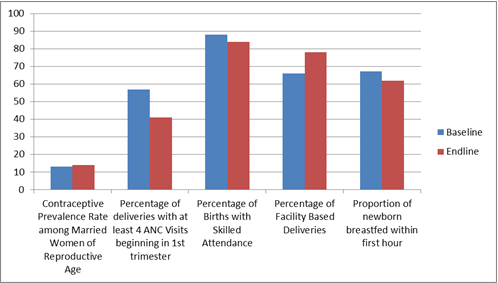 100
90
80
70
60
50
40
30
20
10
0
Contraceptive
Prevalence Rate
among Married
Women of
Reproductive
Age
Percentage of
deliveries with at
least 4 ANC Visits
beginning in 1st
trimester
Percentage of
Births with
Skilled
Attendance
Percentage of
Facility Based
Deliveries
Proportion of
newborn
breastfed within
first hour
Baseline
Endline